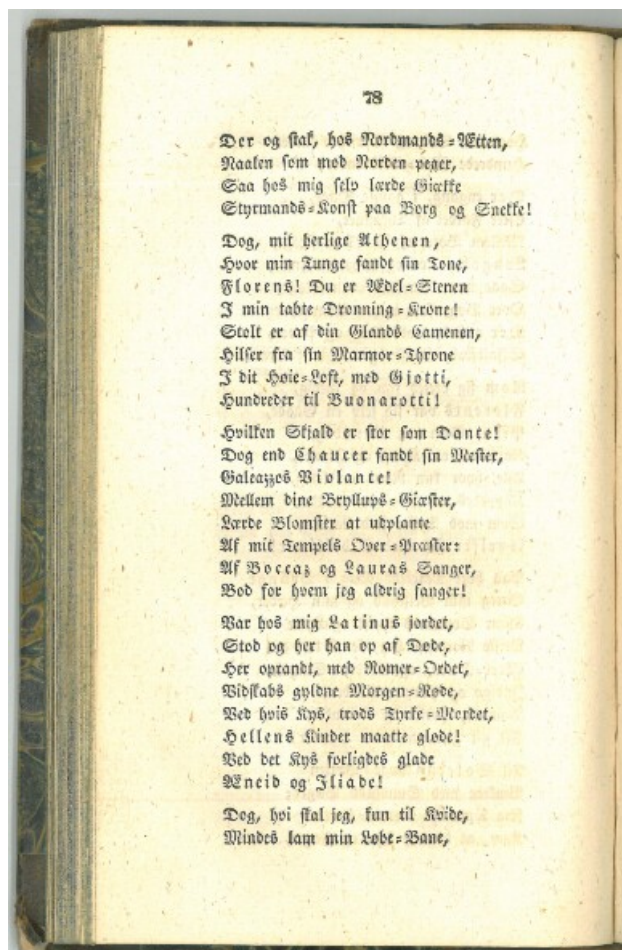 78
Der og stak, hos Nordmands-Ætten,
Naalen som mod Norden peger,
Saa hos mig selv lærde Giække
Styrmands-Konst paa Borg og Snekke!
Dog, mit herlige Athenen,
Hvor min Tunge fandt sin Tone,
Florens! Du er Ædel-Stenen
I min tabte Dronning-Krone!
Stolt er af din Glands Camenen,
Hilser fra sin Marmor-Throne
I dit Høie-Loft, med Gjotti,
Hundreder til Buonarotti!
Hvilken Skjald er stor som Dante!
Dog end Chaucer fandt sin Mester,
Galeazzos Violante!
Mellem dine Bryllups-Giæster,
Lærde Blomster at udplante
Af mit Tempels Over-Præster:
Af Boccaz og Lauras Sanger,
Bod for hvem jeg aldrig fanger!
Var hos mig Latinus jordet,
Stod og her han op af Døde,
Her oprandt, med Romer-Ordet,
Vidskabs gyldne Morgen-Røde,
Ved hvis Kys, trods Tyrke-Mordet,
Hellens Kinder maatte gløde!
Ved det Kys forligdes glade
Æneid og Iliade!
Dog, hvi skal jeg, kun til Kvide,
Mindes lam min Løbe-Bane,